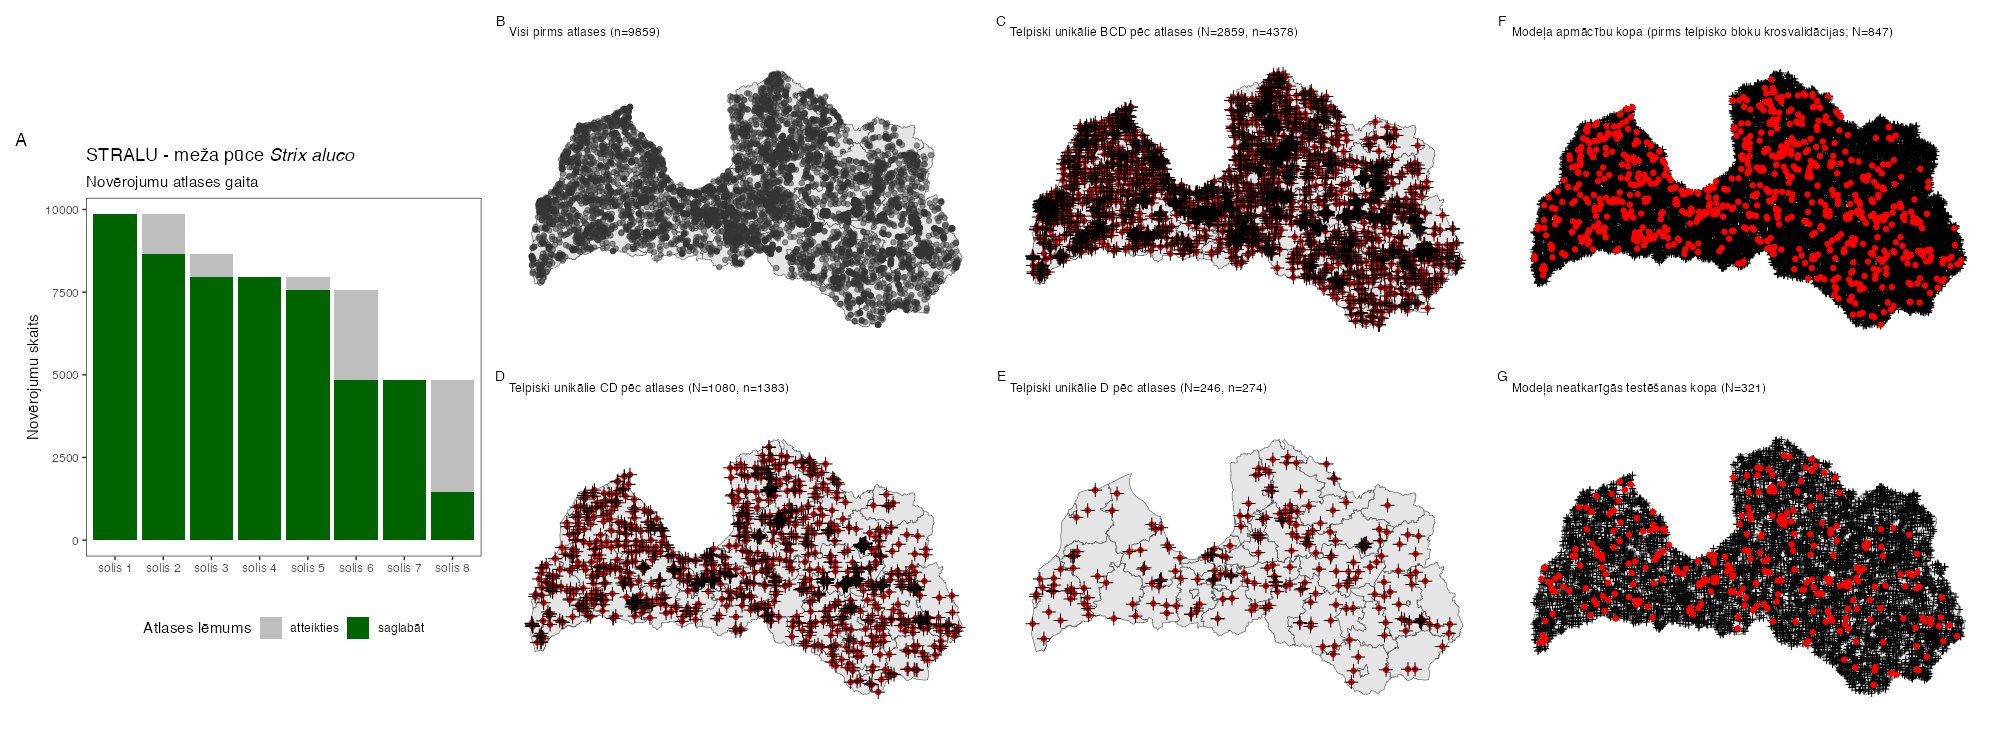 A
STRALU - meža pūce Strix aluco
Novērojumu atlases gaita
Novērojumu skaits
10000
7500
5000
2500
0
solis 1 solis 2 solis 3 solis 4 solis 5 solis 6 solis 7 solis 8
Atlases lēmums atteikties saglabāt
B
Visi pirms atlases (n=9859)
C
Telpiski unikālie BCD pēc atlases (N=2859, n=4378)
D
Telpiski unikālie CD pēc atlases (N=1080, n=1383)
E
Telpiski unikālie D pēc atlases (N=246, n=274)
F
Modeļa apmācību kopa (pirms telpisko bloku krosvalidācijas; N=847)
G
Modeļa neatkarīgās testēšanas kopa (N=321)